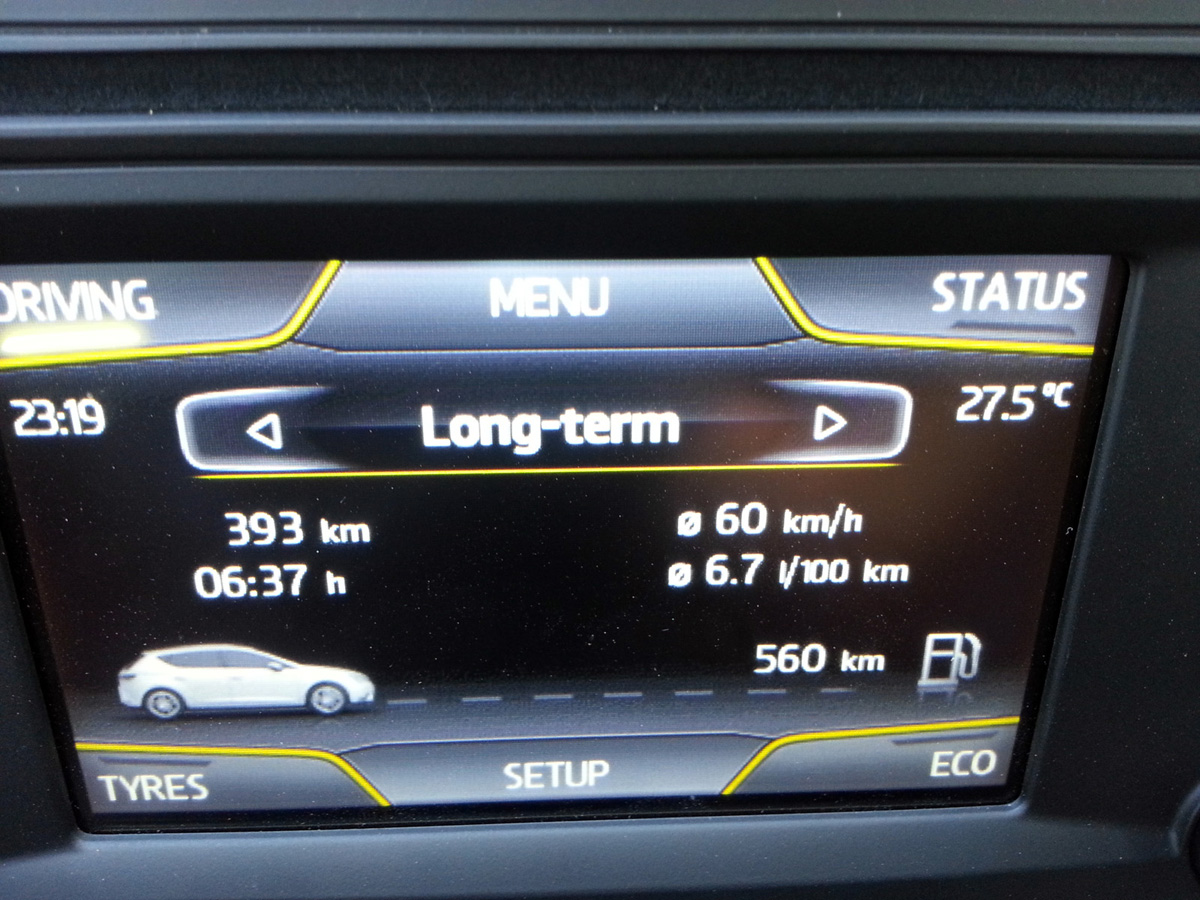 DRIVING MENU STATUS
23:19 Long-term 27.5 °C
393 km ø 60 km/h
06:37 h ø 6.7 l/100 km
560 km
TYRES SETUP ECO